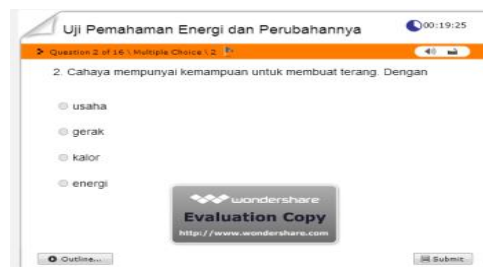 Uji Pemahaman Energi dan Perubahannya
00:19:25
Question 2 of 16 \ Multiple Choice \ 2
2. Cahaya mempunyai kemampuan untuk membuat terang. Dengan
usaha
gerak
kalor
energi
wondershare
Evaluation Copy
http://www.wondershare.com
Outline...
Submit